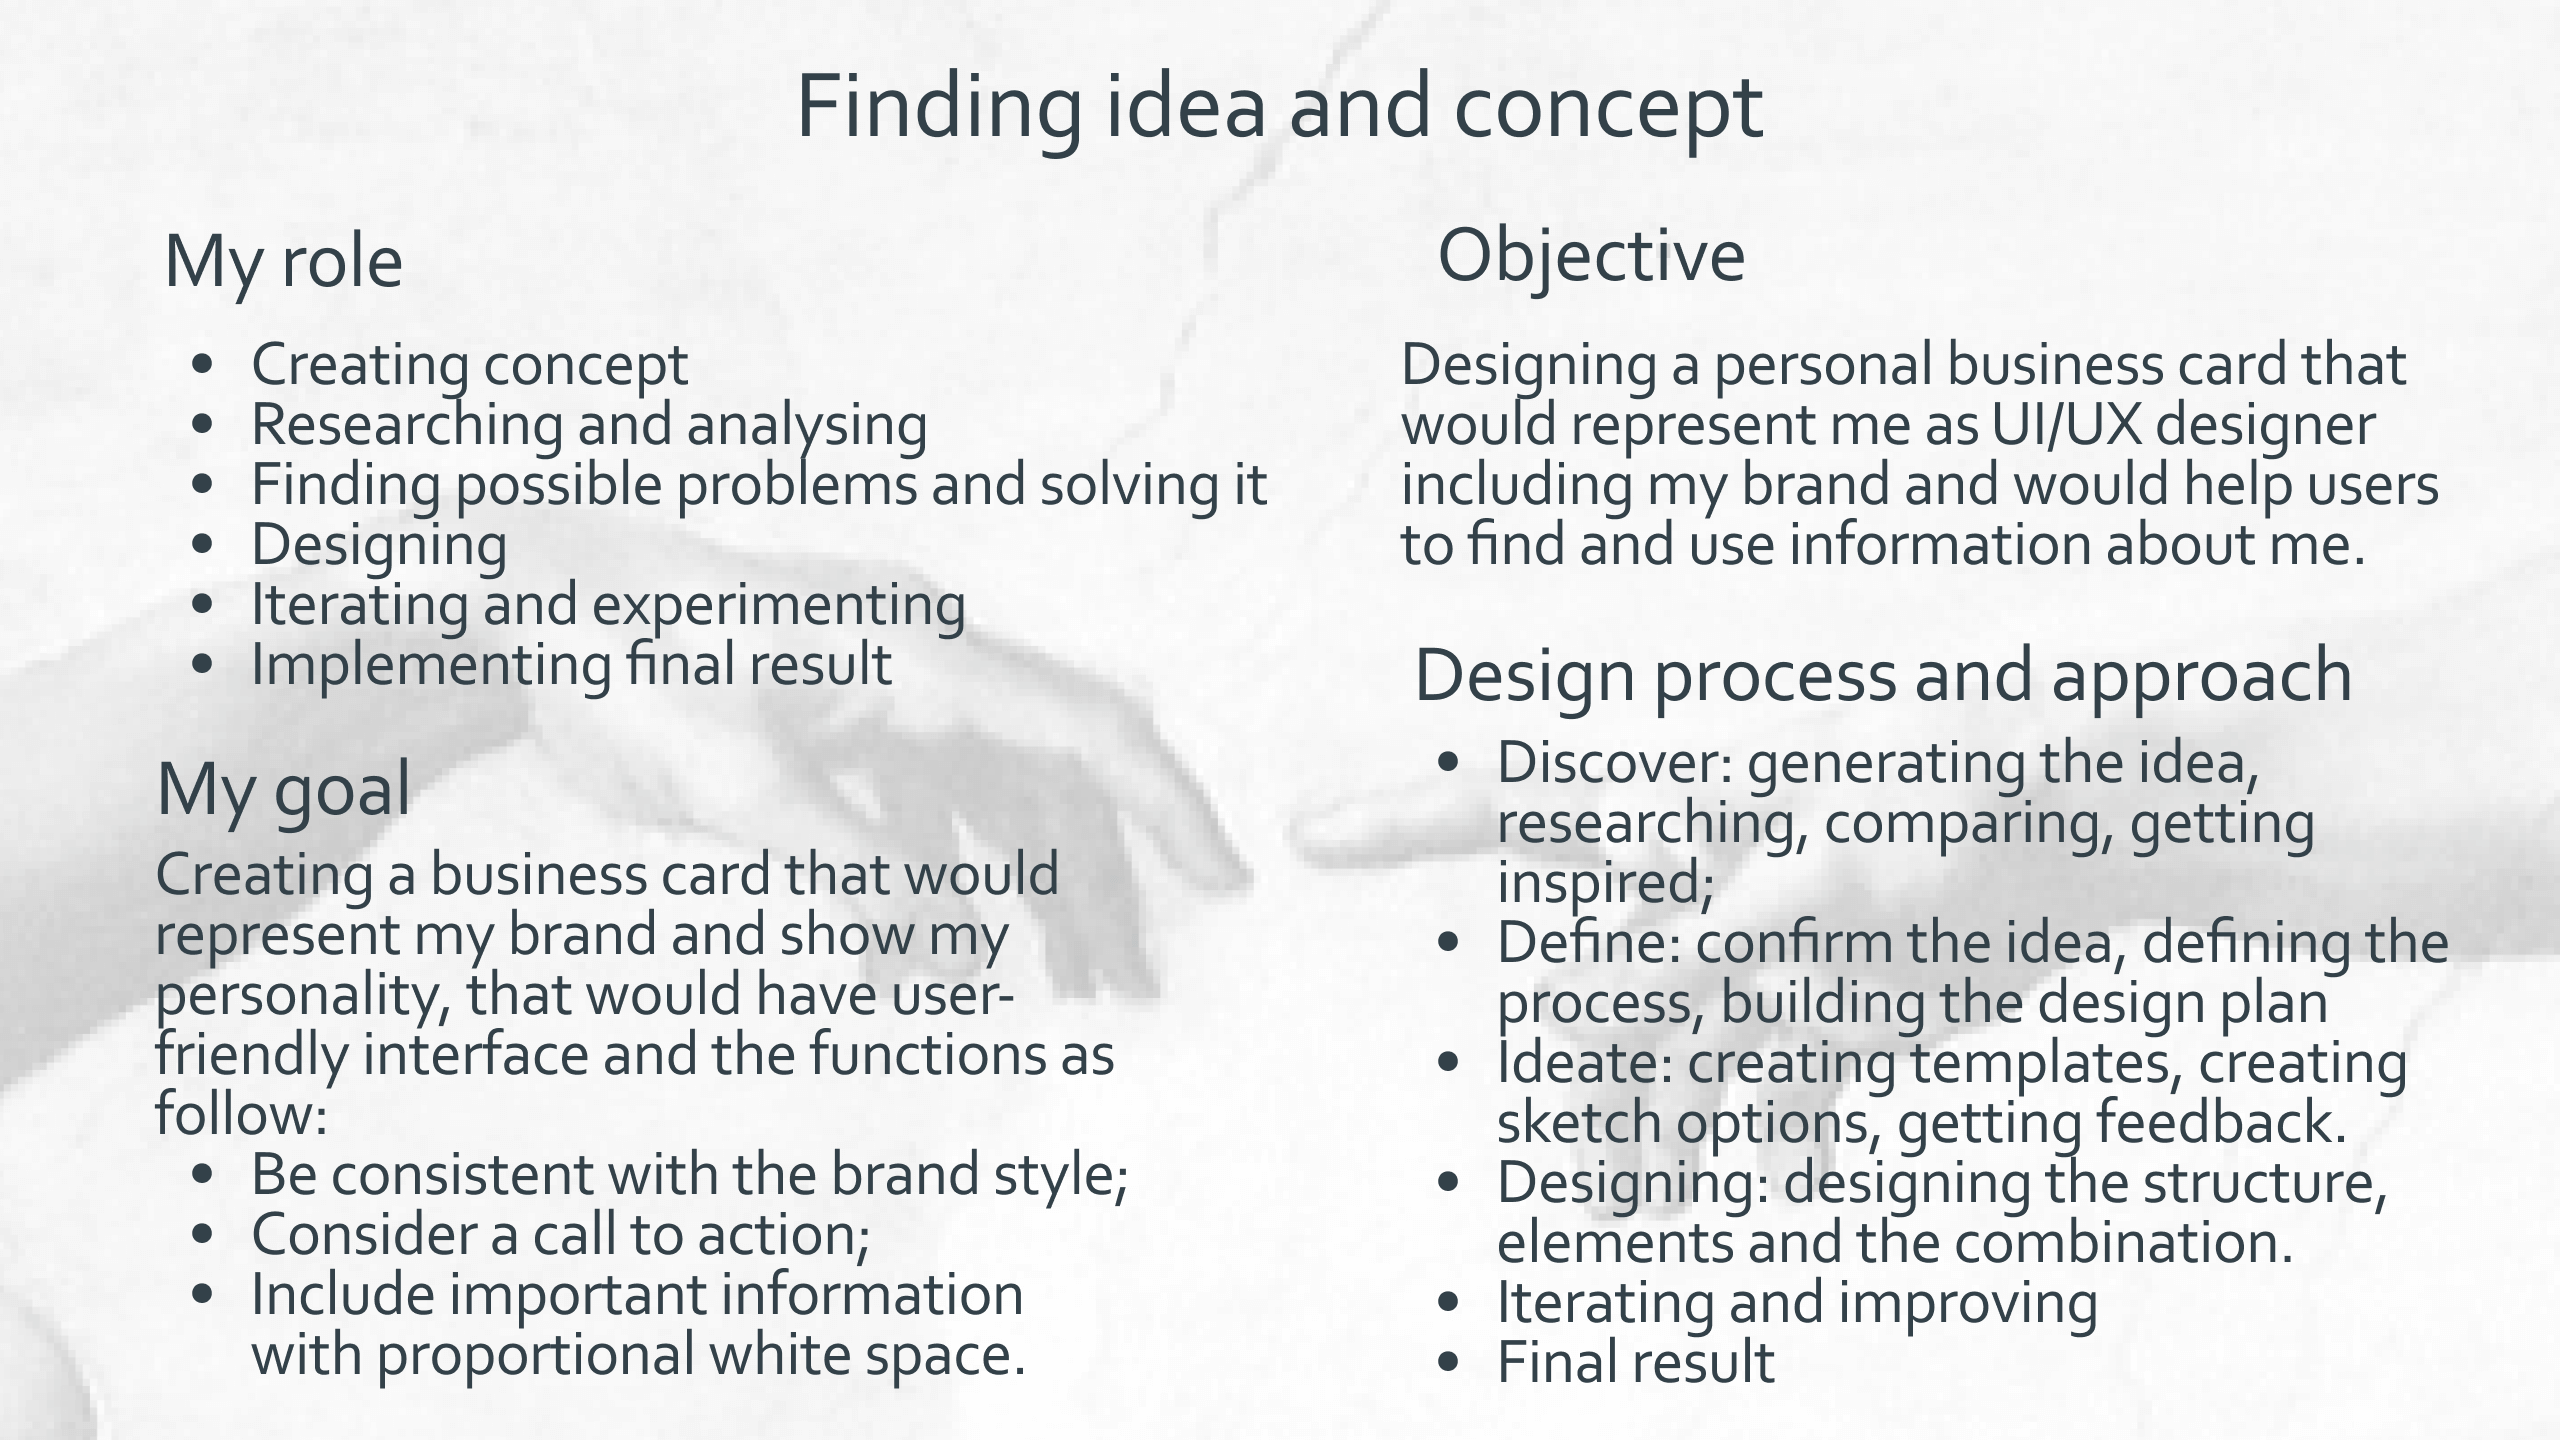 Finding idea and concept
My role
• Creating concept
• Researching and analysing
• Finding possible problems and solving it
• Designing
• Iterating and experimenting
• Implementing final result
My goal
Creating a business card that would
represent my brand and show my
personality, that would have user-
friendly interface and the functions as
follow:
• Be consistent with the brand style;
• Consider a call to action;
• Include important information
with proportional white space.
Objective
Designing a personal business card that
would represent me as UI/UX designer
including my brand and would help users
to find and use information about me.
Design process and approach
• Discover: generating the idea,
researching, comparing, getting
inspired;
• Define: confirm the idea, defining the
process, building the design plan
• Ideate: creating templates, creating
sketch options, getting feedback.
• Designing: designing the structure,
elements and the combination.
• Iterating and improving
• Final result